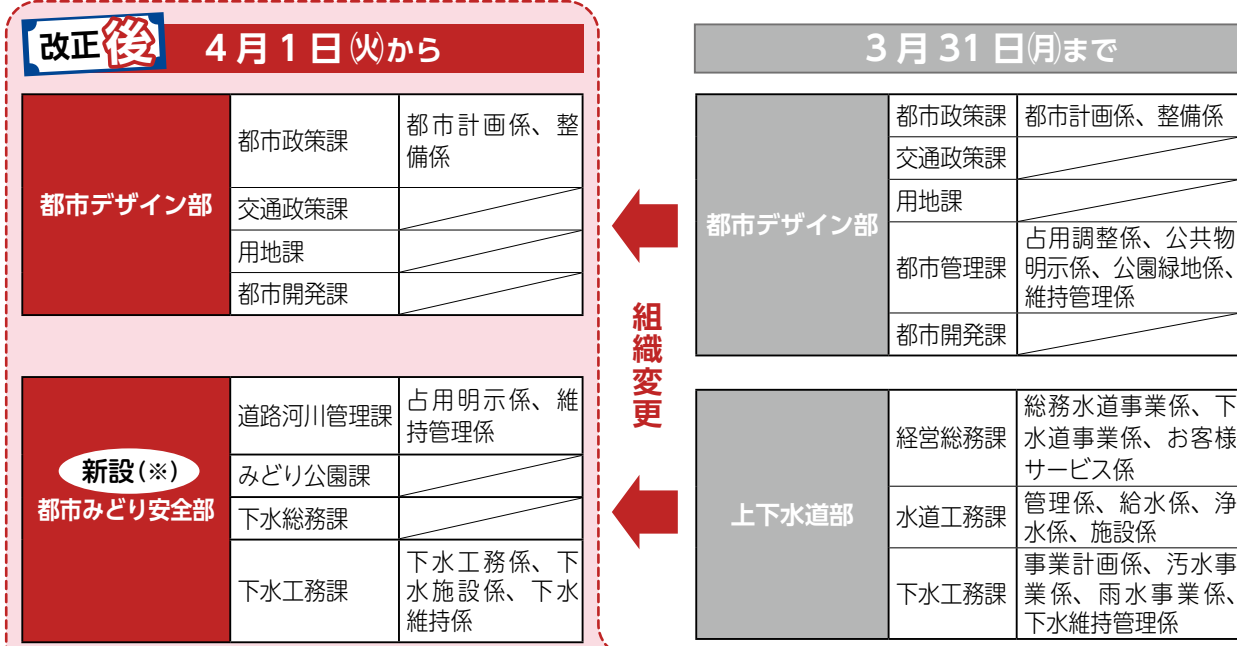 改正後
4月1日㈫から
都市デザイン部
都市政策課
都市計画係、整
備係
交通政策課
用地課
都市開発課
新設(※)
都市みどり安全部
道路河川管理課
占用明示係、維
持管理係
みどり公園課
下水総務課
下水工務課
下水工務係、下
水施設係、下水
維持係
組織変更
3月31日㈪まで
都市デザイン部
都市政策課
都市計画係、整備係
交通政策課
用地課
都市管理課
占用調整係、公共物
明示係、公園緑地係、
維持管理係
都市開発課
上下水道部
経営総務課
総務水道事業係、下
水道事業係、お客様
サービス係
水道工務課
管理係、給水係、浄
水係、施設係
下水工務課
事業計画係、汚水事
業係、雨水事業係、
下水維持管理係